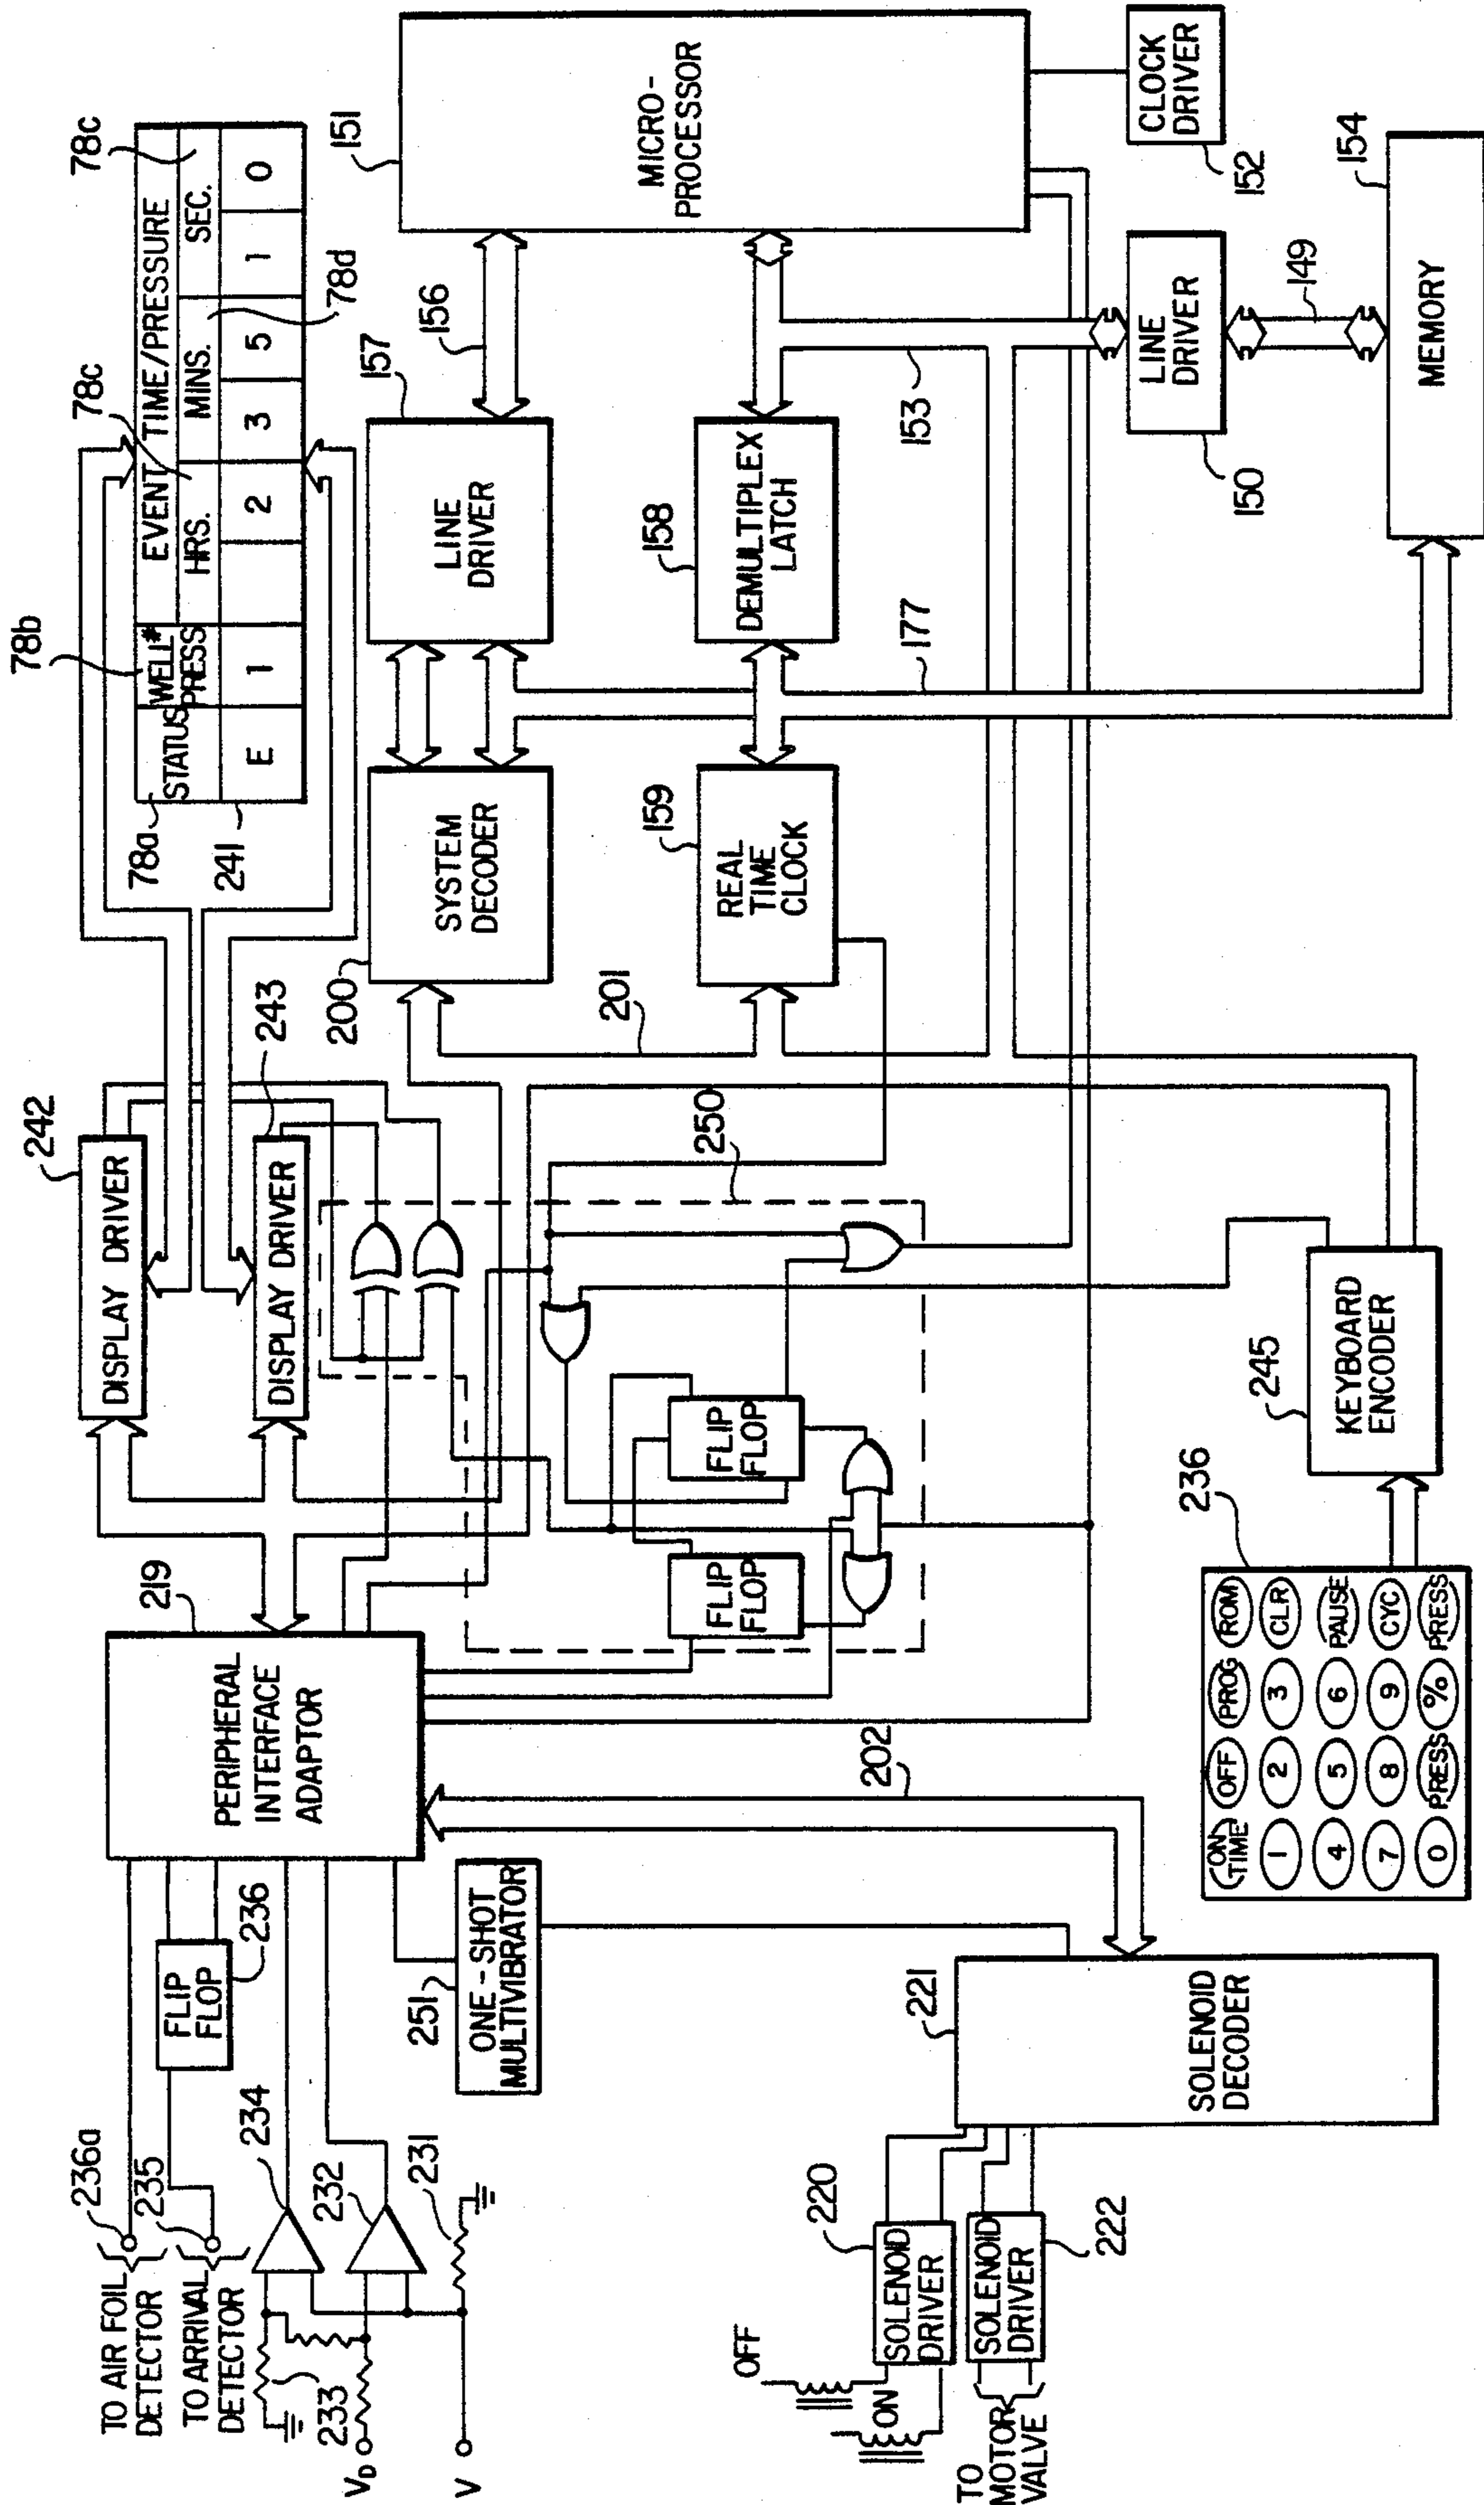 TO AIR FOIL
DETECTOR
236a
TO ARRIVAL
DETECTOR
235
FLIP
FLOP
236
234
232
231
233
VD
V
251
ONE-SHOT
MULTIVIBRATOR
219
PERIPHERAL
INTERFACE
ADAPTOR
242
DISPLAY DRIVER
243
DISPLAY DRIVER
78a
78b
78c
78c
78d
241
STATUS
WELL#
PRESS
EVENT TIME/PRESSURE
HRS.
MINS.
SEC.
E 1 2 3 5 1 0
200
SYSTEM
DECODER
157
LINE
DRIVER
156
151
MICRO-
PROCESSOR
201
159
REAL
TIME
CLOCK
158
DEMULTIPLEX
LATCH
177
153
152
CLOCK
DRIVER
150
LINE
DRIVER
149
154
MEMORY
250
FLIP
FLOP
FLIP
FLOP
202
OFF
ON
220
SOLENOID
DRIVER
222
SOLENOID
DRIVER
TO
MOTOR
VALVE
221
SOLENOID
DECODER
236
ON
TIME
OFF
PROG
ROM
1 2 3 CLR
4 5 6 PAUSE
7 8 9 CYC
0 PRESS % PRESS
245
KEYBOARD
ENCODER